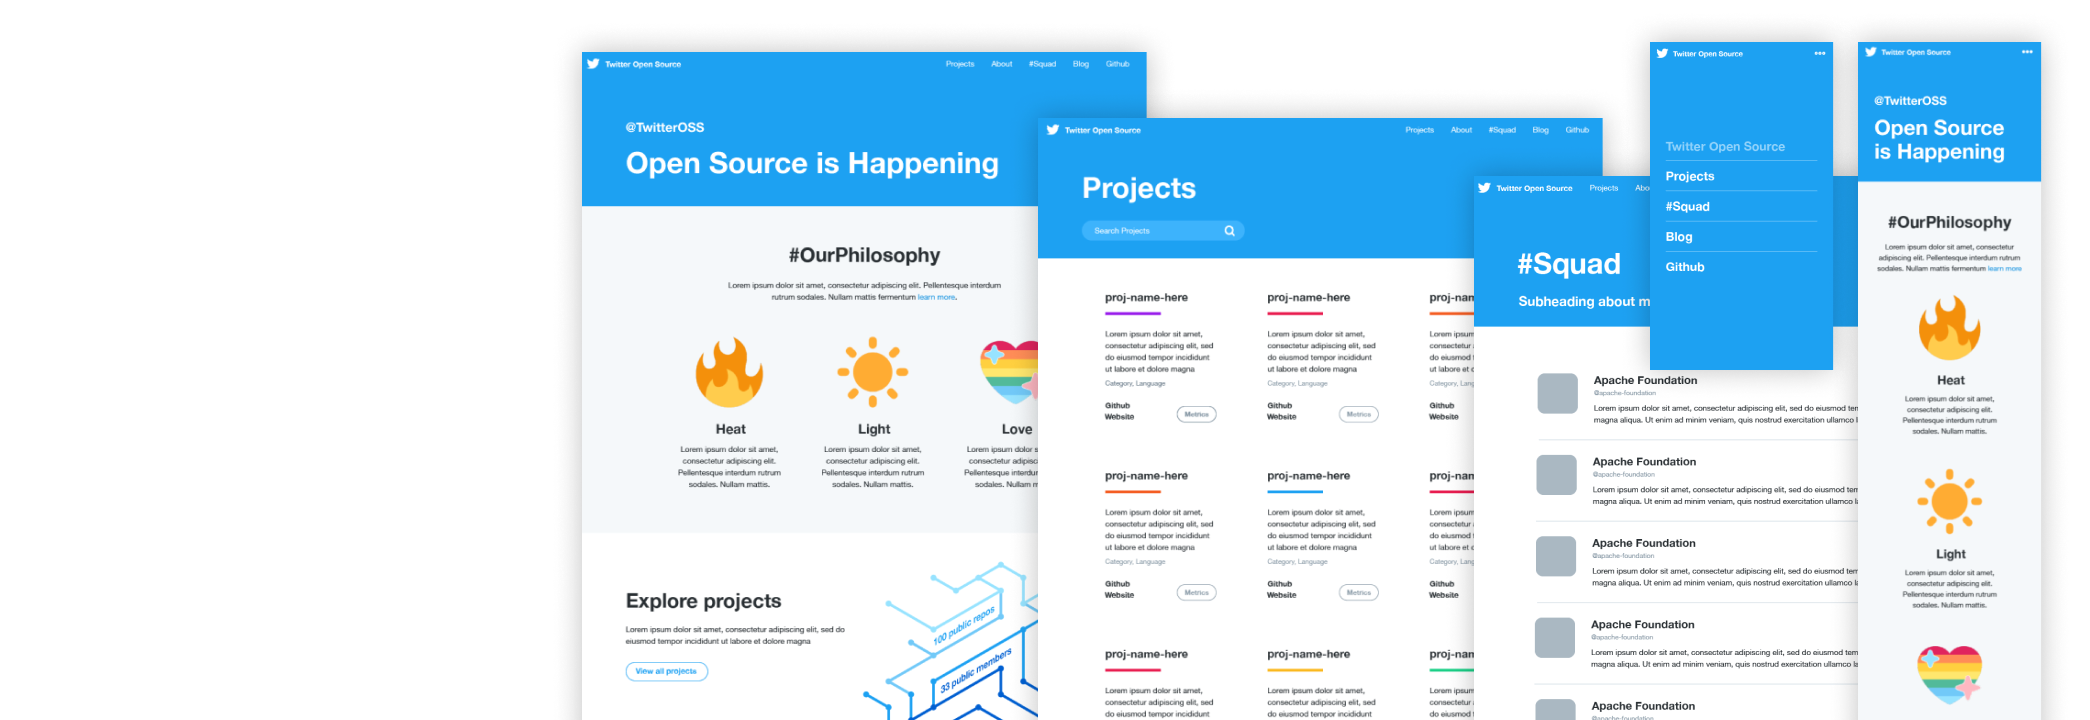 Twitter Open Source
Projects About #Squad Blog Github
@TwitterOSS
Open Source is Happening
#OurPhilosophy
Lorem ipsum dolor sit amet, consectetur adipiscing elit. Pellentesque interdum
rutrum sodales. Nullam mattis fermentum learn more.
Heat
Lorem ipsum dolor sit amet,
consectetur adipiscing elit.
Pellentesque interdum rutrum
sodales. Nullam mattis.
Light
Lorem ipsum dolor sit amet,
consectetur adipiscing elit.
Pellentesque interdum rutrum
sodales. Nullam mattis.
Love
Lorem ipsum dolor
consectetur
Pellentesque
sodales. Nullam
Explore projects
Lorem ipsum dolor sit amet, consectetur adipiscing elit, sed do
eiusmod tempor incididunt ut labore et dolore magna
View all projects
100 public repos
33 public members
Twitter Open Source
Projects About #Squad Blog Github
Projects
Search Projects
proj-name-here
Lorem ipsum dolor sit amet,
consectetur adipiscing elit, sed
do eiusmod tempor incididunt
ut labore et dolore magna
Category, Language
Github
Website
Metrics
proj-name-here
Lorem ipsum dolor sit amet,
consectetur adipiscing elit, sed
do eiusmod tempor incididunt
ut labore et dolore magna
Category, Language
Github
Website
Metrics
proj-nam
Lorem ipsum
consectetur
do eiusmod t
ut labore et
Category, Lang
Github
Website
proj-name-here
Lorem ipsum dolor sit amet,
consectetur adipiscing elit, sed
do eiusmod tempor incididunt
ut labore et dolore magna
Category, Language
Github
Website
Metrics
proj-name-here
Lorem ipsum dolor sit amet,
consectetur adipiscing elit, sed
do eiusmod tempor incididunt
ut labore et dolore magna
Category, Language
Github
Website
Metrics
proj-nam
Lorem ipsum
consectetur
do eiusmod t
ut labore et
Category, Lang
Github
Website
proj-name-here
Lorem ipsum dolor sit amet,
consectetur adipiscing elit, sed
do eiusmod tempor incididunt
proj-name-here
Lorem ipsum dolor sit amet,
consectetur adipiscing elit, sed
do eiusmod tempor incididunt
proj-nam
Lorem ipsum
consectetur
do eiusmod t
Twitter Open Source
Projects Abo
#Squad
Subheading about m
Apache Foundation
@apache-foundation
Lorem ipsum dolor sit amet, consectetur adipiscing elit, sed do eiusmod tem
magna aliqua. Ut enim ad minim veniam, quis nostrud exercitation ullamco l
Apache Foundation
@apache-foundation
Lorem ipsum dolor sit amet, consectetur adipiscing elit, sed do eiusmod tem
magna aliqua. Ut enim ad minim veniam, quis nostrud exercitation ullamco l
Apache Foundation
@apache-foundation
Lorem ipsum dolor sit amet, consectetur adipiscing elit, sed do eiusmod tem
magna aliqua. Ut enim ad minim veniam, quis nostrud exercitation ullamco la
Apache Foundation
@apache-foundation
Lorem ipsum dolor sit amet, consectetur adipiscing elit, sed do eiusmod tem
magna aliqua. Ut enim ad minim veniam, quis nostrud exercitation ullamco la
Apache Foundation
@apache-foundation
Twitter Open Source
Twitter Open Source
Projects
#Squad
Blog
Github
Twitter Open Source
@TwitterOSS
Open Source
is Happening
#OurPhilosophy
Lorem ipsum dolor sit amet, consectetur
adipiscing elit. Pellentesque interdum rutrum
sodales. Nullam mattis fermentum learn more
Heat
Lorem ipsum dolor sit amet,
consectetur adipiscing elit.
Pellentesque interdum rutrum
sodales. Nullam mattis.
Light
Lorem ipsum dolor sit amet,
consectetur adipiscing elit.
Pellentesque interdum rutrum
sodales. Nullam mattis.